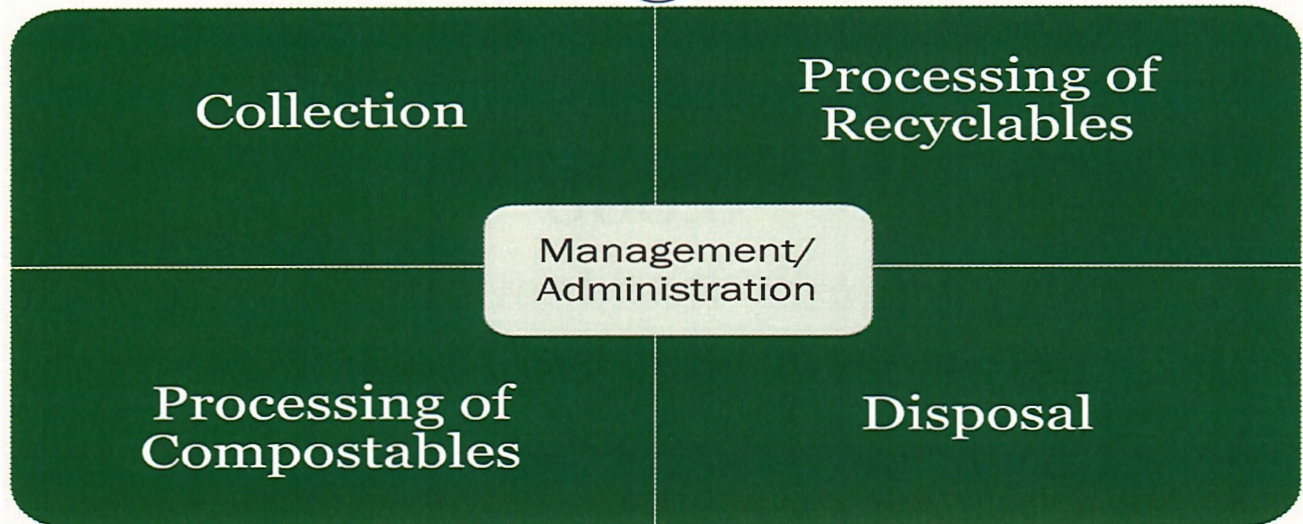 Collection
Processing of
Recyclables
Management/
Administration
Processing of
Compostables
Disposal